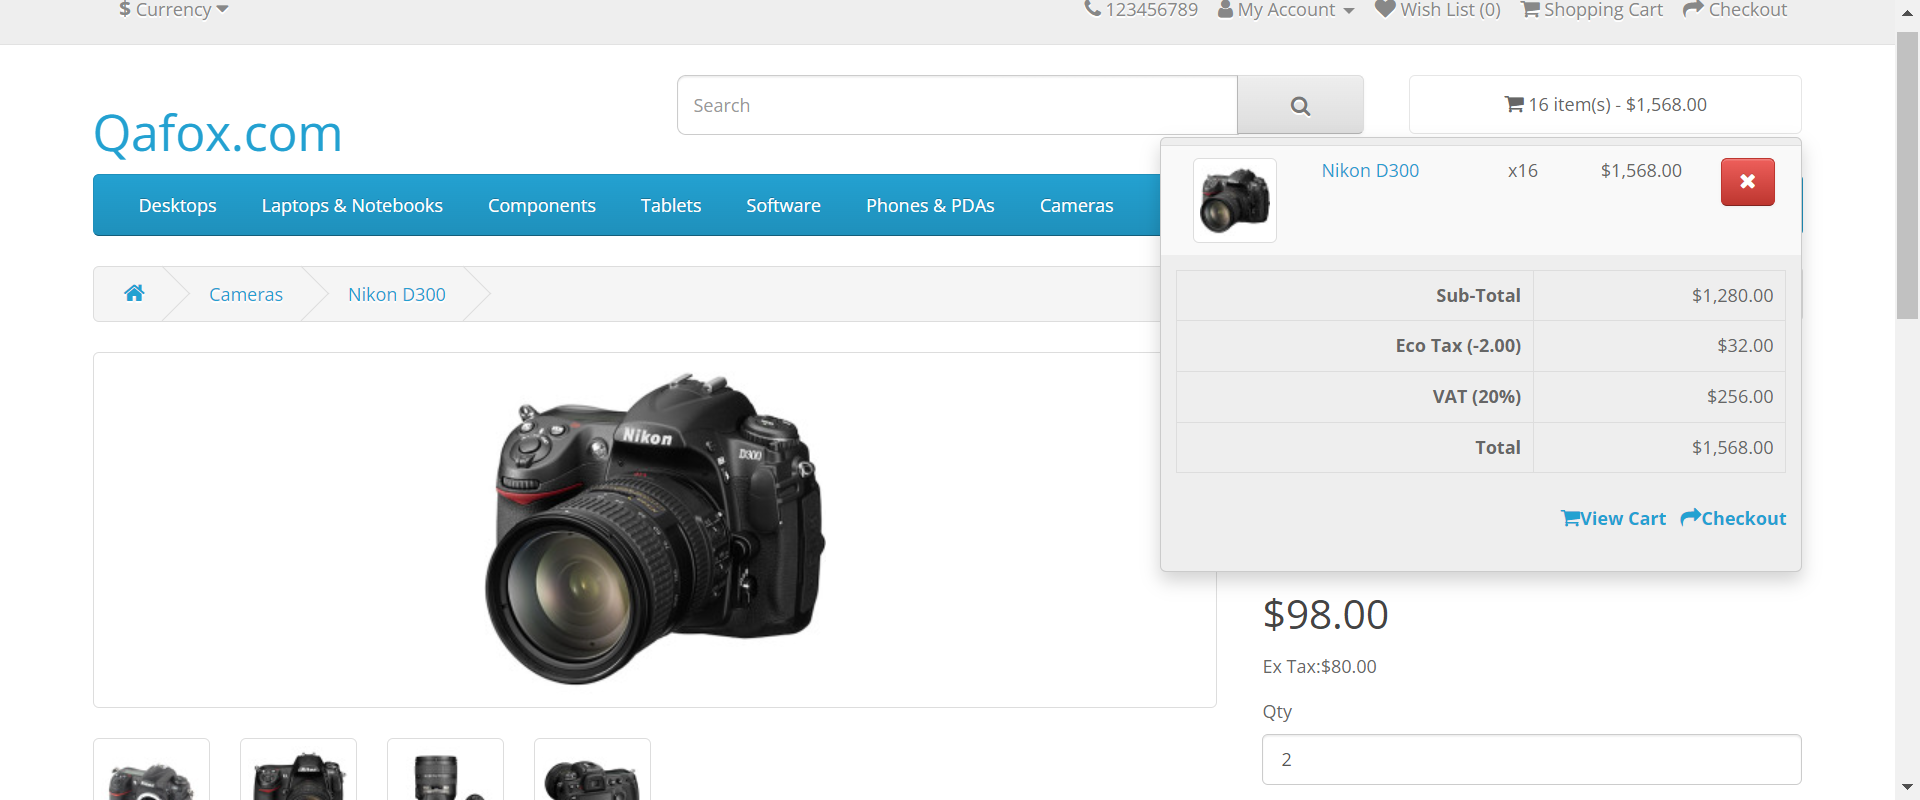 $ Currency
123456789 My Account Wish List (0) Shopping Cart Checkout
Qafox.com
Search
16 item(s) - $1,568.00
Desktops Laptops & Notebooks Components Tablets Software Phones & PDAs Cameras
Nikon D300 x16 $1,568.00
Cameras Nikon D300
Sub-Total $1,280.00
Eco Tax (-2.00) $32.00
VAT (20%) $256.00
Total $1,568.00
View Cart Checkout
Nikon
D300
$98.00
Ex Tax:$80.00
Qty
2